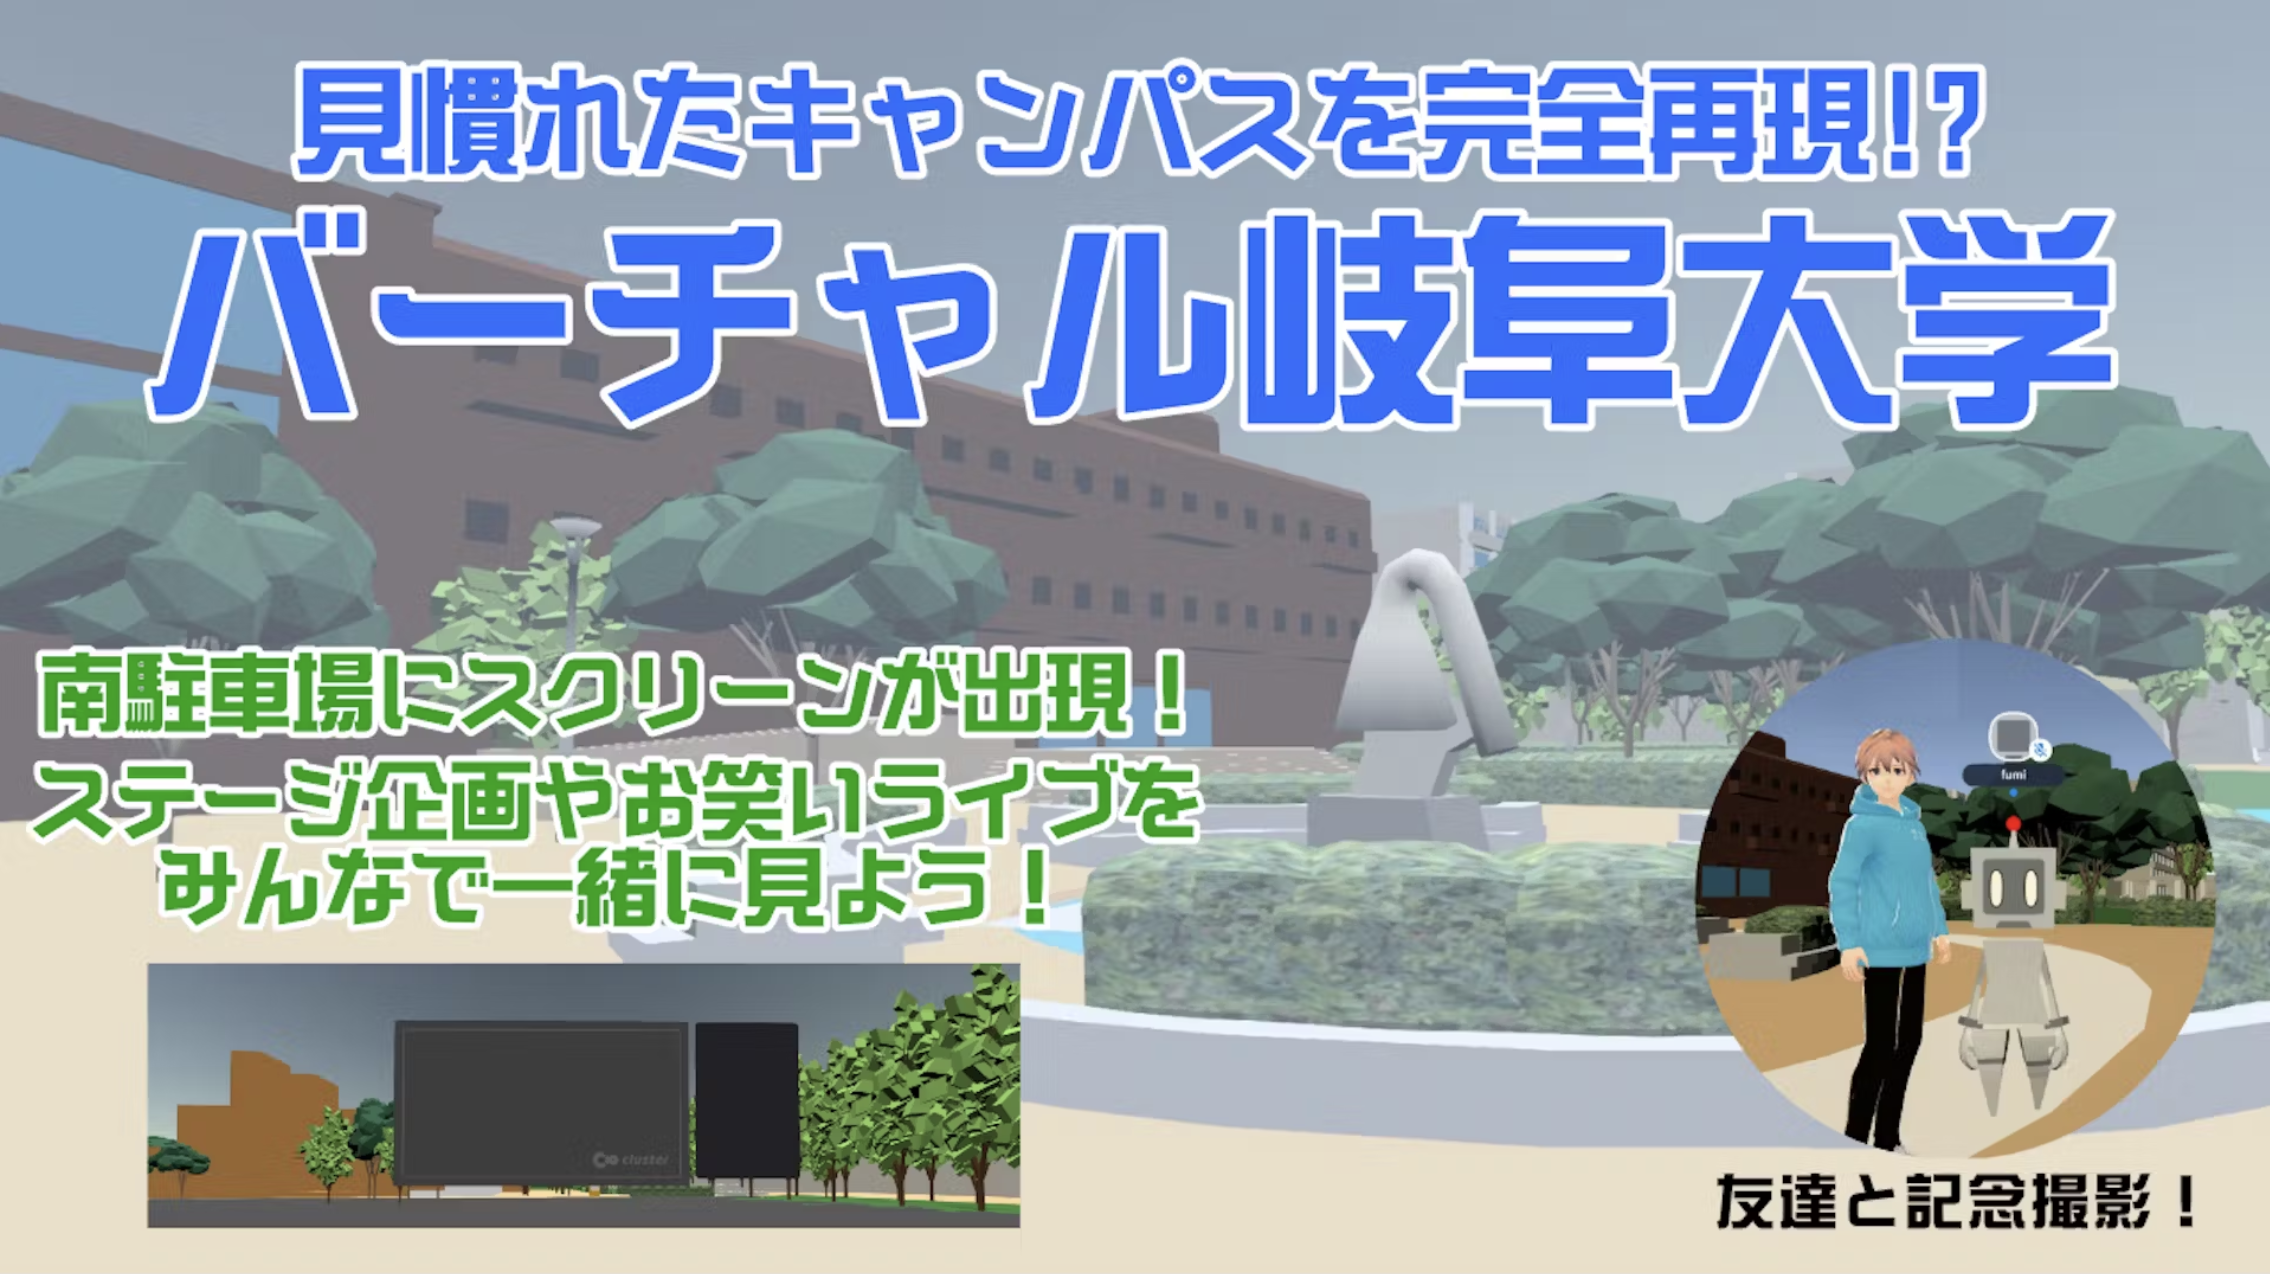 見慣れたキャンパスを完全再現!?
バーチャル岐阜大学
南駐車場にスクリーンが出現！
ステージ企画やお笑いライブを
みんなで一緒に見よう！
fumi
cluster
友達と記念撮影！